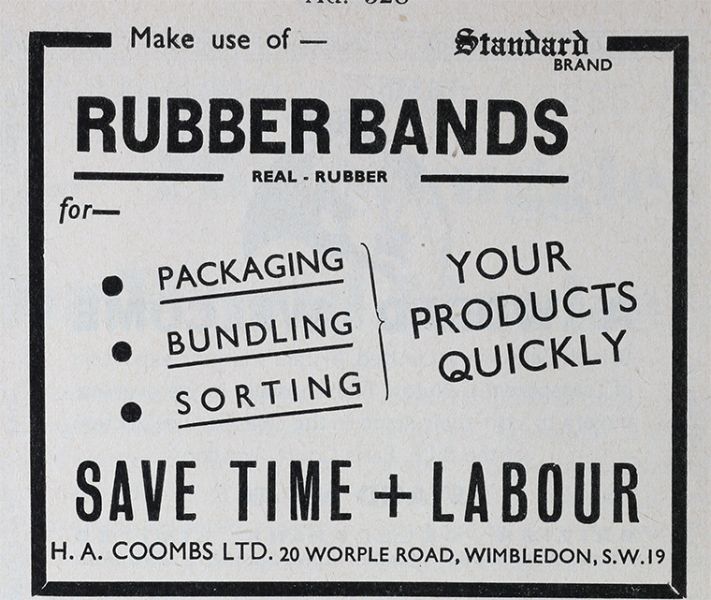 Make use of — Standard
BRAND
RUBBER BANDS
REAL - RUBBER
for—
• PACKAGING
• BUNDLING
• SORTING
YOUR
PRODUCTS
QUICKLY
SAVE TIME + LABOUR
H. A. COOMBS LTD. 20 WORPLE ROAD, WIMBLEDON, S.W.19